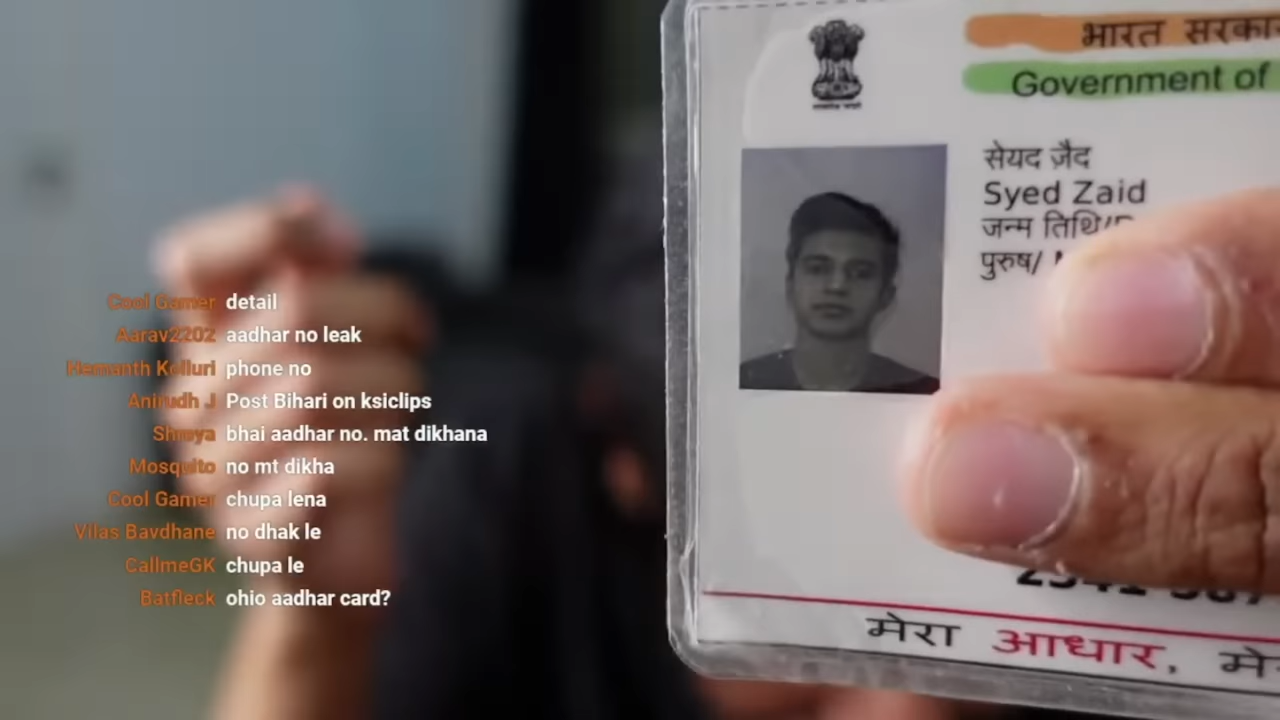 Cool Gamer detail
Aarav2202 aadhar no leak
Hemanth Kolluri phone no
Anirudh J Post Bihari on ksiclips
Shreya bhai aadhar no. mat dikhana
Mosquito no mt dikha
Cool Gamer chupa lena
Vilas Bavdhane no dhak le
CallmeGK chupa le
Batfleck ohio aadhar card?
भारत सरकार
Government of
सेयद ज़ैद
Syed Zaid
जन्म तिथि/
पुरुष/
मेरा आधार, मे